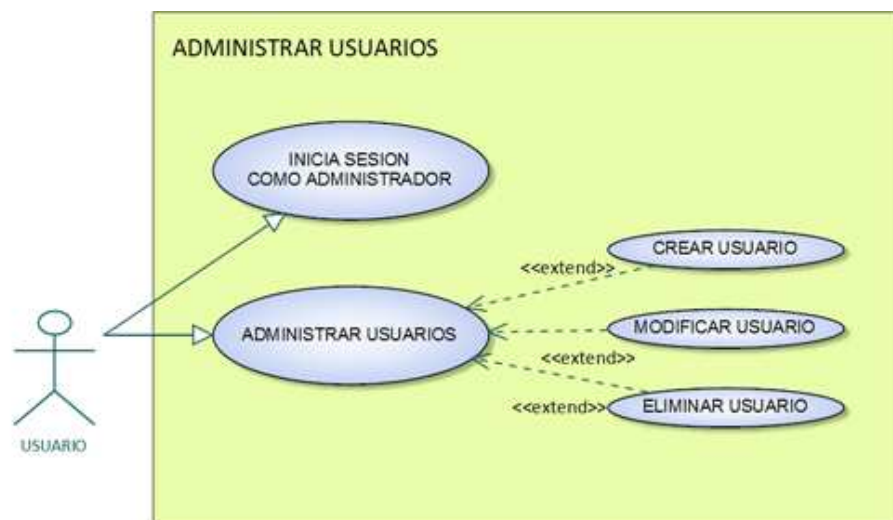 ADMINISTRAR USUARIOS
INICIA SESION
COMO ADMINISTRADOR
CREAR USUARIO
<<extend>>
ADMINISTRAR USUARIOS
MODIFICAR USUARIO
<<extend>>
<<extend>>
ELIMINAR USUARIO
USUARIO